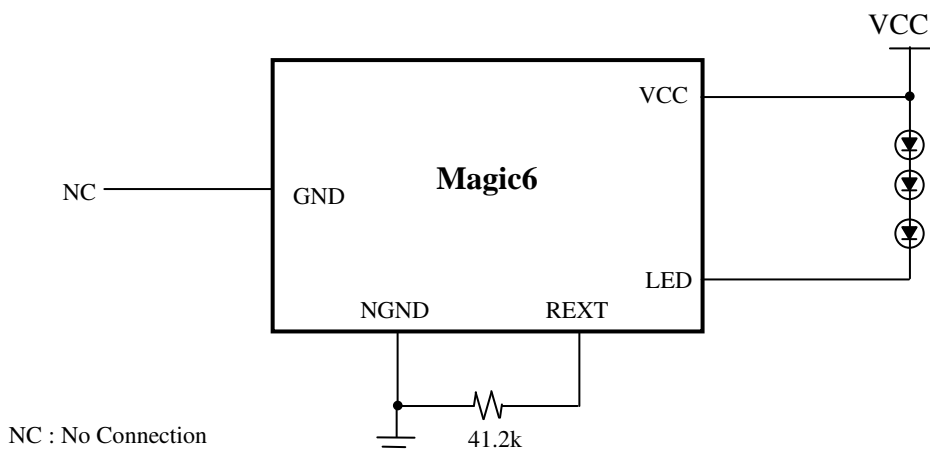 VCC
VCC
Magic6
NC
GND
LED
NGND
REXT
NC : No Connection
41.2k